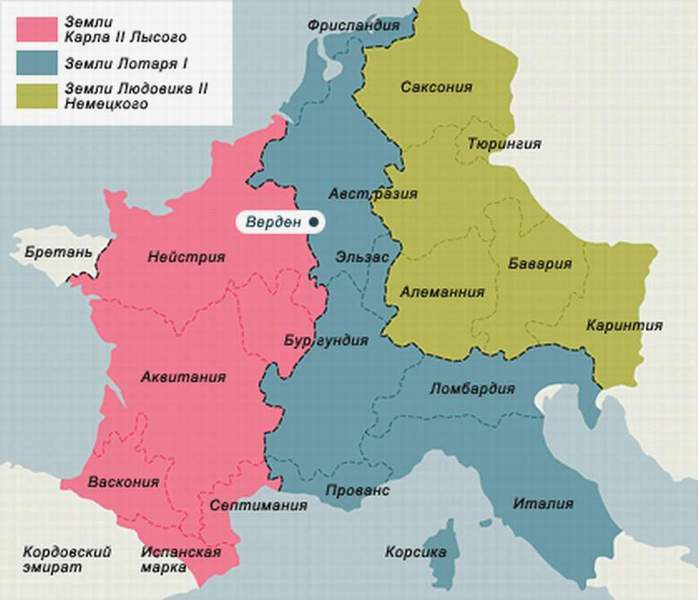 Земли
Карла II Лысого
Земли Лотаря I
Земли Людовика II
Немецкого
Фрисландия
Саксония
Тюрингия
Австразия
Верден
Бретань
Нейстрия
Эльзас
Бавария
Алеманния
Каринтия
Бургундия
Аквитания
Ломбардия
Васкония
Прованс
Септимания
Италия
Кордовский
эмират
Испанская
марка
Корсика